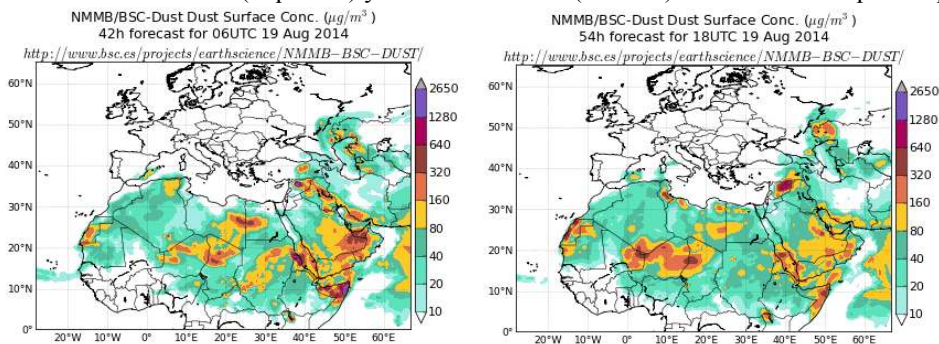 NMMB/BSC-Dust Dust Surface Conc. (μg/m³)
42h forecast for 06UTC 19 Aug 2014
http://www.bsc.es/projects/earthscience/NMMB-BSC-DUST/
60°N
50°N
40°N
30°N
20°N
10°N
0°
20°W 10°W 0° 10°E 20°E 30°E 40°E 50°E 60°E
2650
1280
640
320
160
80
40
20
10
NMMB/BSC-Dust Dust Surface Conc. (μg/m³)
54h forecast for 18UTC 19 Aug 2014
http://www.bsc.es/projects/earthscience/NMMB-BSC-DUST/
60°N
50°N
40°N
30°N
20°N
10°N
0°
20°W 10°W 0° 10°E 20°E 30°E 40°E 50°E 60°E
2650
1280
640
320
160
80
40
20
10